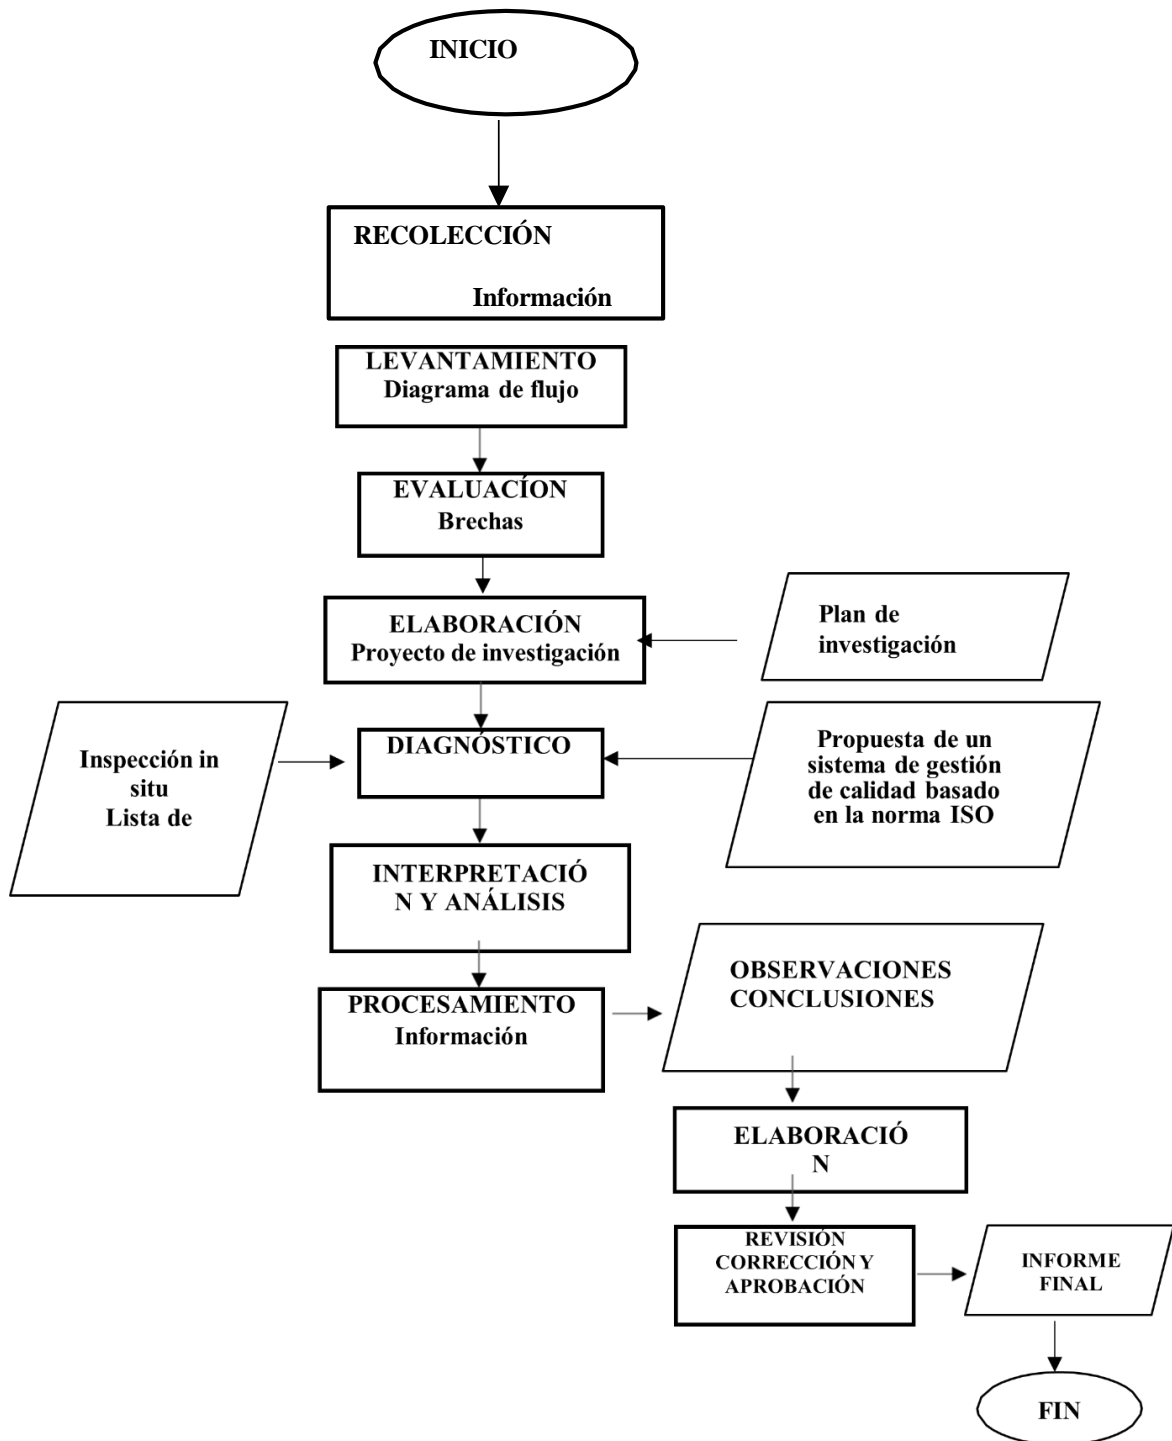 INICIO
RECOLECCIÓN
Información
LEVANTAMIENTO
Diagrama de flujo
EVALUACÍON
Brechas
ELABORACIÓN
Proyecto de investigación
Plan de
investigación
DIAGNÓSTICO
Inspección in
situ
Lista de
Propuesta de un
sistema de gestión
de calidad basado
en la norma ISO
INTERPRETACIÓ
N Y ANÁLISIS
PROCESAMIENTO
Información
OBSERVACIONES
CONCLUSIONES
ELABORACIÓ
N
REVISIÓN
CORRECCIÓN Y
APROBACIÓN
INFORME
FINAL
FIN